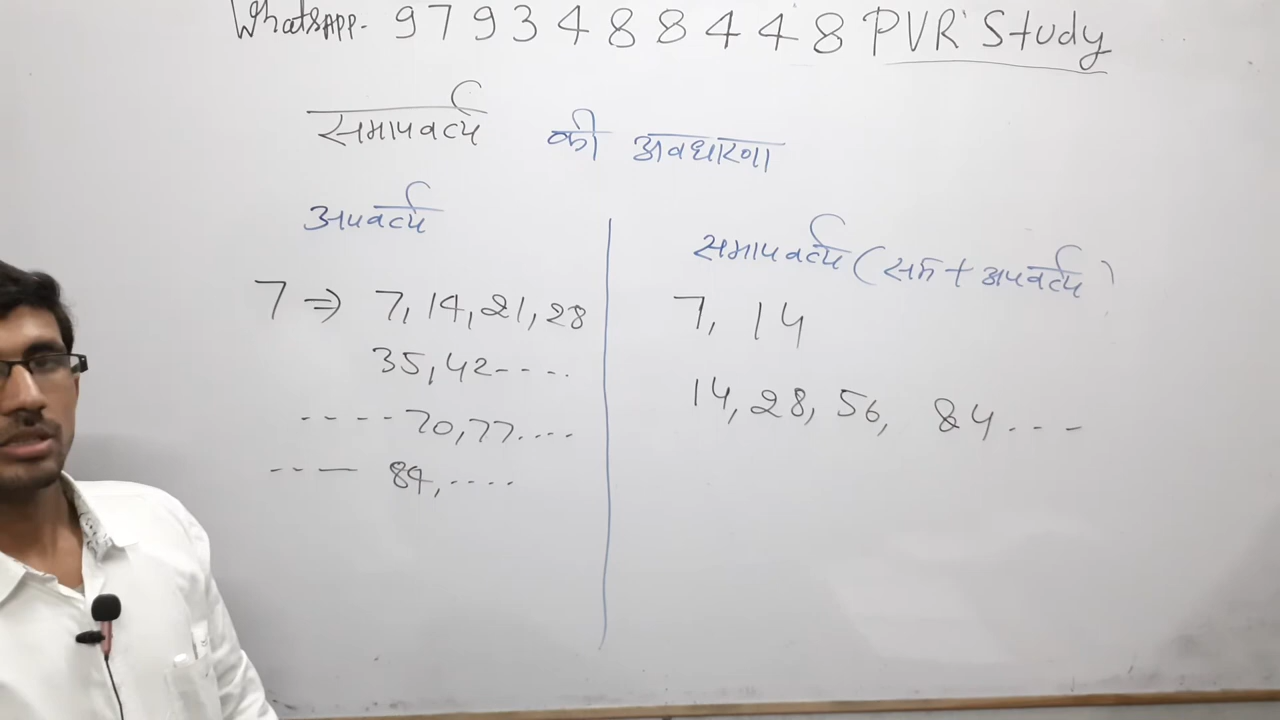 WhatsApp. 9793488448 PVR Study
समापवर्त्य की अवधारणा
अपवर्त्य
7 ⇒ 7, 14, 21, 28
35, 42----.
----70, 77....
----- 84, ....
समापवर्त्य (सम + अपवर्त्य)
7, 14
14, 28, 56, 84...-